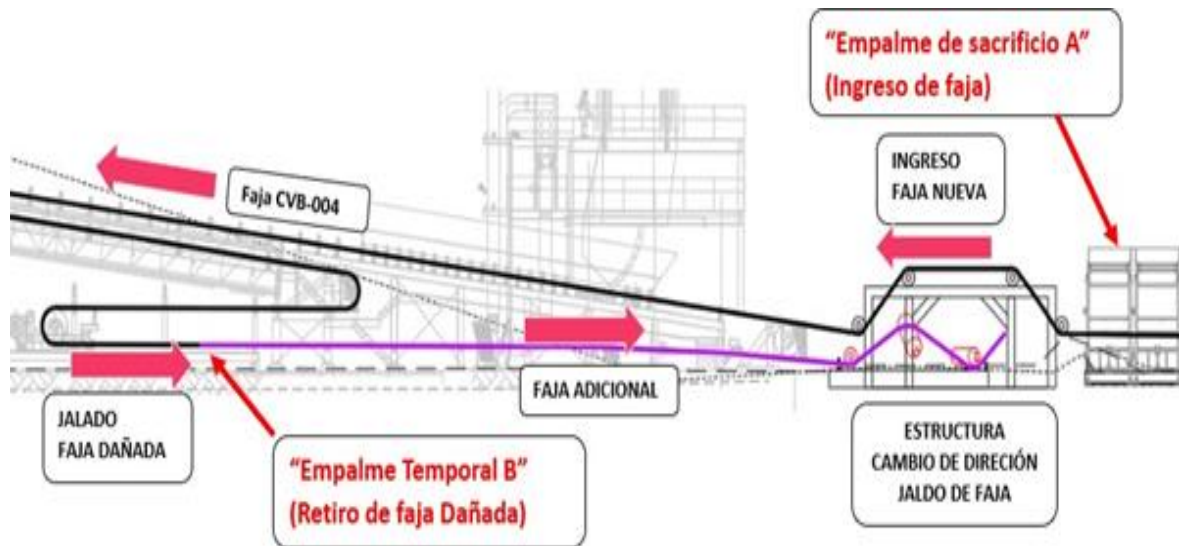 “Empalme de sacrificio A”
(Ingreso de faja)
INGRESO
FAJA NUEVA
Faja CVB-004
FAJA ADICIONAL
JALADO
FAJA DAÑADA
“Empalme Temporal B”
(Retiro de faja Dañada)
ESTRUCTURA
CAMBIO DE DIRECIÓN
JALDO DE FAJA